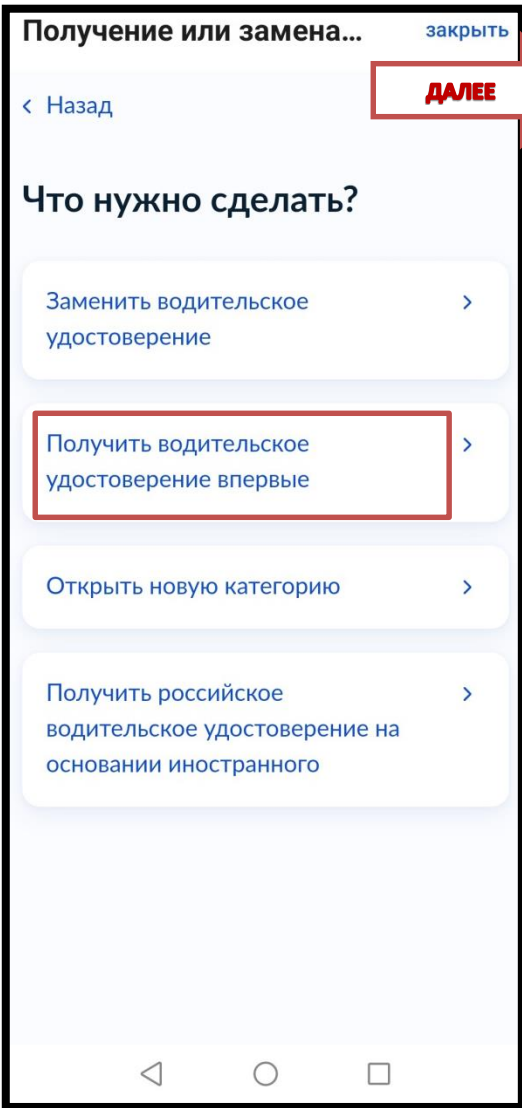 Получение или замена...
закрыть
ДАЛЕЕ
Назад
Что нужно сделать?
Заменить водительское
удостоверение
Получить водительское
удостоверение впервые
Открыть новую категорию
Получить российское
водительское удостоверение на
основании иностранного